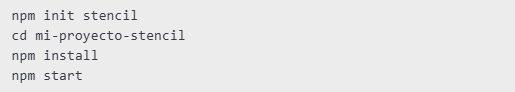 npm init stencil
cd mi-proyecto-stencil
npm install
npm start